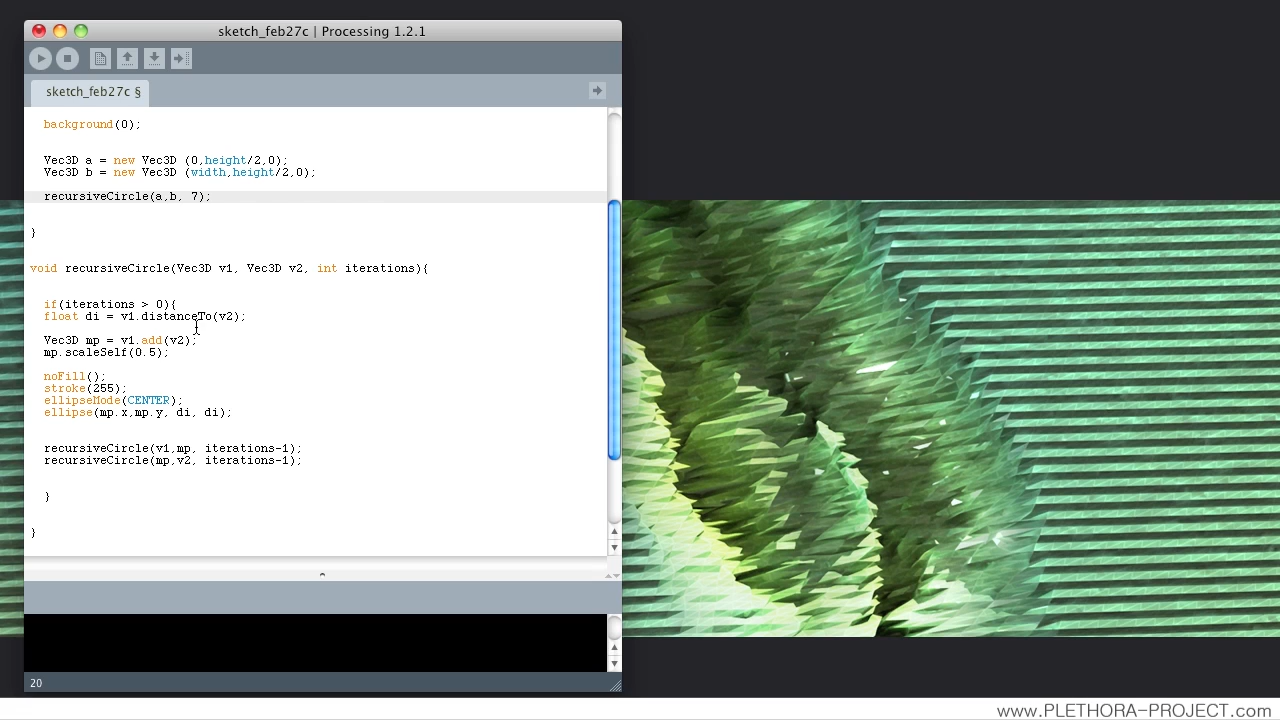 sketch_feb27c | Processing 1.2.1
sketch_feb27c §
background(0);
Vec3D a = new Vec3D (0,height/2,0);
Vec3D b = new Vec3D (width,height/2,0);
recursiveCircle(a,b, 7);
}
void recursiveCircle(Vec3D v1, Vec3D v2, int iterations){
if(iterations > 0){
float di = v1.distanceTo(v2);
Vec3D mp = v1.add(v2);
mp.scaleSelf(0.5);
noFill();
stroke(255);
ellipseMode(CENTER);
ellipse(mp.x,mp.y, di, di);
recursiveCircle(v1,mp, iterations-1);
recursiveCircle(mp,v2, iterations-1);
}
}
20
www.PLETHORA-PROJECT.com